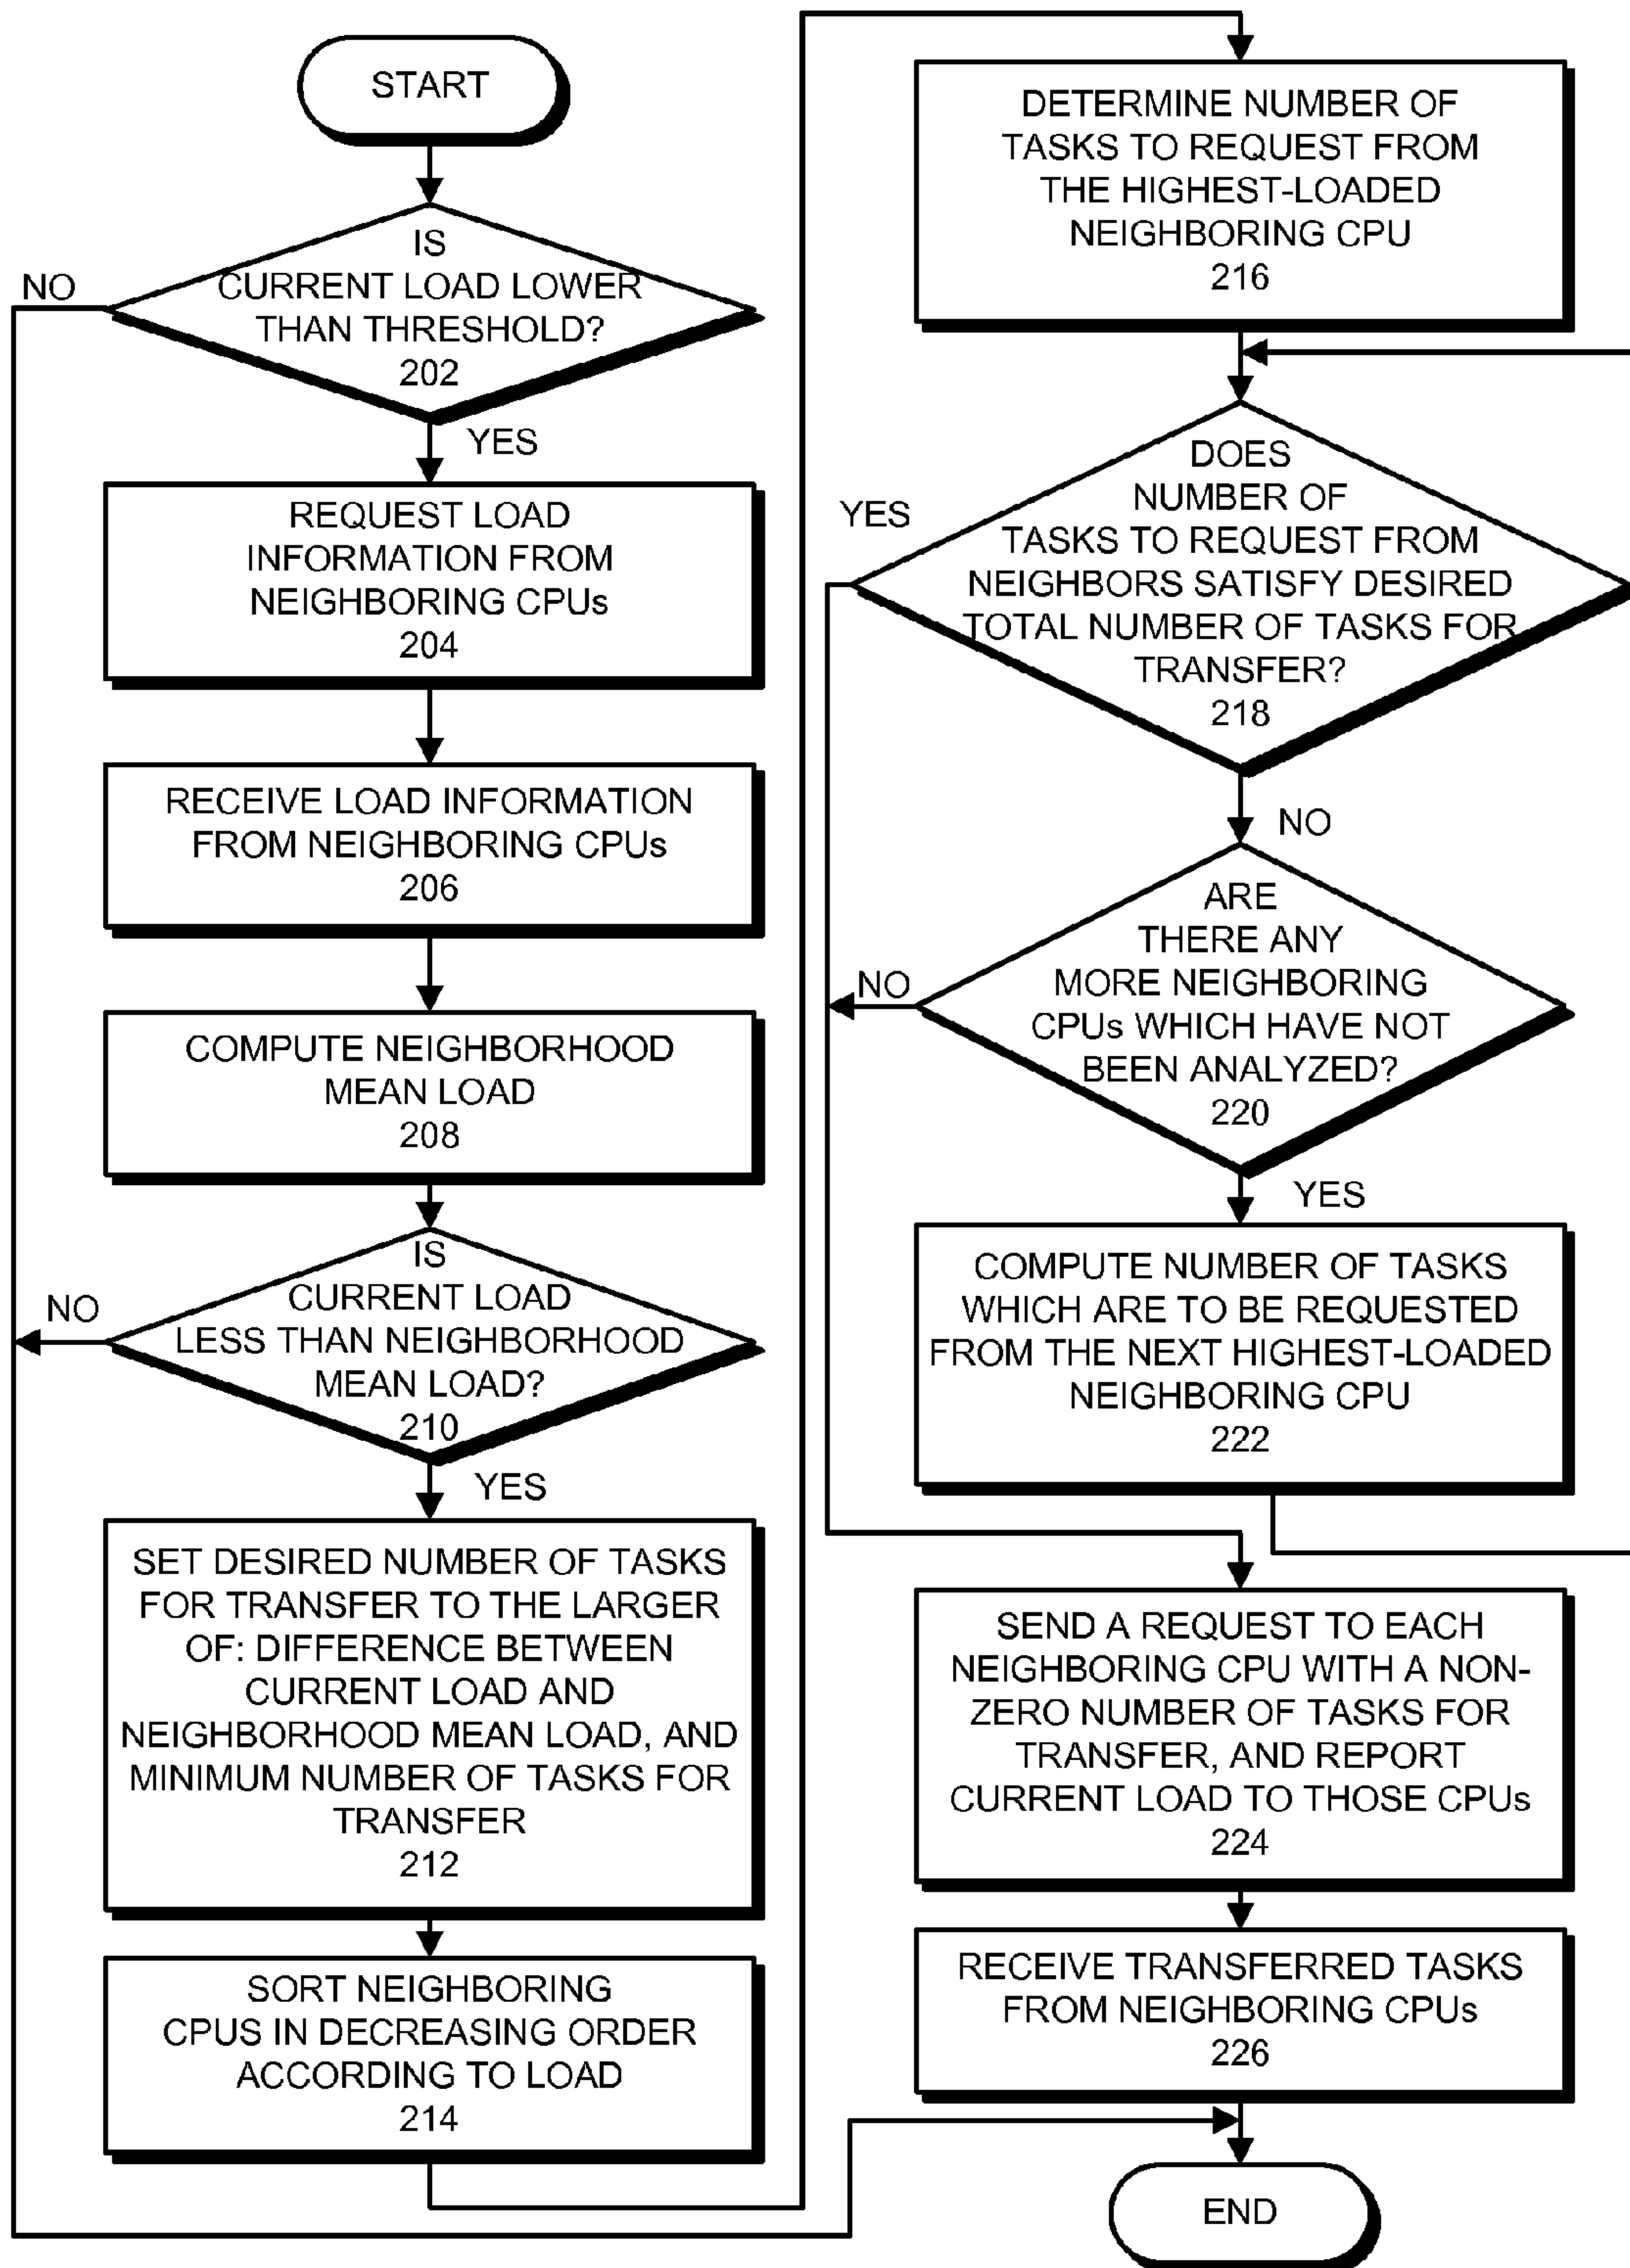 START
IS
CURRENT LOAD LOWER
THAN THRESHOLD?
202
NO
YES
REQUEST LOAD
INFORMATION FROM
NEIGHBORING CPUs
204
RECEIVE LOAD INFORMATION
FROM NEIGHBORING CPUs
206
COMPUTE NEIGHBORHOOD
MEAN LOAD
208
IS
CURRENT LOAD
LESS THAN NEIGHBORHOOD
MEAN LOAD?
210
NO
YES
SET DESIRED NUMBER OF TASKS
FOR TRANSFER TO THE LARGER
OF: DIFFERENCE BETWEEN
CURRENT LOAD AND
NEIGHBORHOOD MEAN LOAD, AND
MINIMUM NUMBER OF TASKS FOR
TRANSFER
212
SORT NEIGHBORING
CPUS IN DECREASING ORDER
ACCORDING TO LOAD
214
DETERMINE NUMBER OF
TASKS TO REQUEST FROM
THE HIGHEST-LOADED
NEIGHBORING CPU
216
DOES
NUMBER OF
TASKS TO REQUEST FROM
NEIGHBORS SATISFY DESIRED
TOTAL NUMBER OF TASKS FOR
TRANSFER?
218
YES
NO
ARE
THERE ANY
MORE NEIGHBORING
CPUs WHICH HAVE NOT
BEEN ANALYZED?
220
NO
YES
COMPUTE NUMBER OF TASKS
WHICH ARE TO BE REQUESTED
FROM THE NEXT HIGHEST-LOADED
NEIGHBORING CPU
222
SEND A REQUEST TO EACH
NEIGHBORING CPU WITH A NON-
ZERO NUMBER OF TASKS FOR
TRANSFER, AND REPORT
CURRENT LOAD TO THOSE CPUs
224
RECEIVE TRANSFERRED TASKS
FROM NEIGHBORING CPUs
226
END